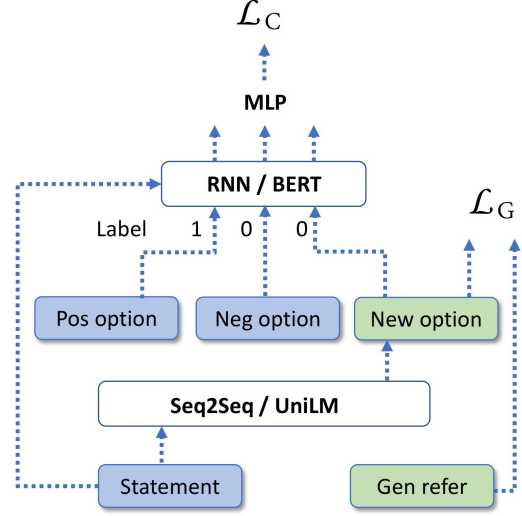 ℒC
MLP
RNN / BERT
ℒG
Label 1 0 0
Pos option Neg option New option
Seq2Seq / UniLM
Statement Gen refer